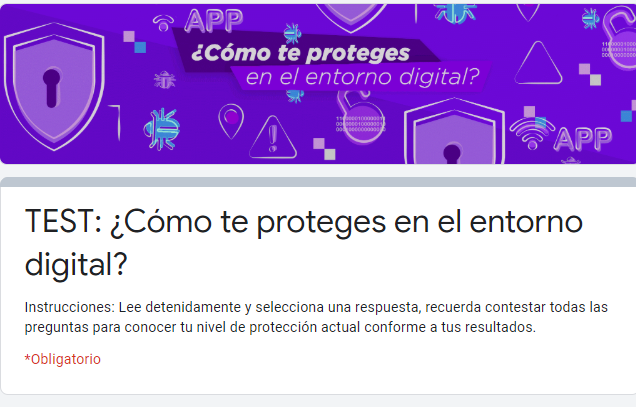 APP
¿Cómo te proteges
en el entorno digital?
APP
TEST: ¿Cómo te proteges en el entorno
digital?
Instrucciones: Lee detenidamente y selecciona una respuesta, recuerda contestar todas las
preguntas para conocer tu nivel de protección actual conforme a tus resultados.
*Obligatorio